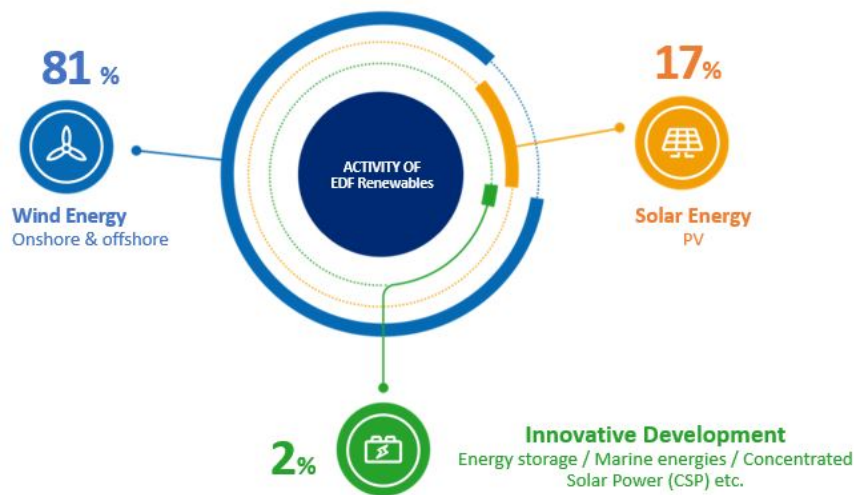 81 %
Wind Energy
Onshore & offshore
ACTIVITY OF
EDF Renewables
17%
Solar Energy
PV
2%
Innovative Development
Energy storage / Marine energies / Concentrated
Solar Power (CSP) etc.